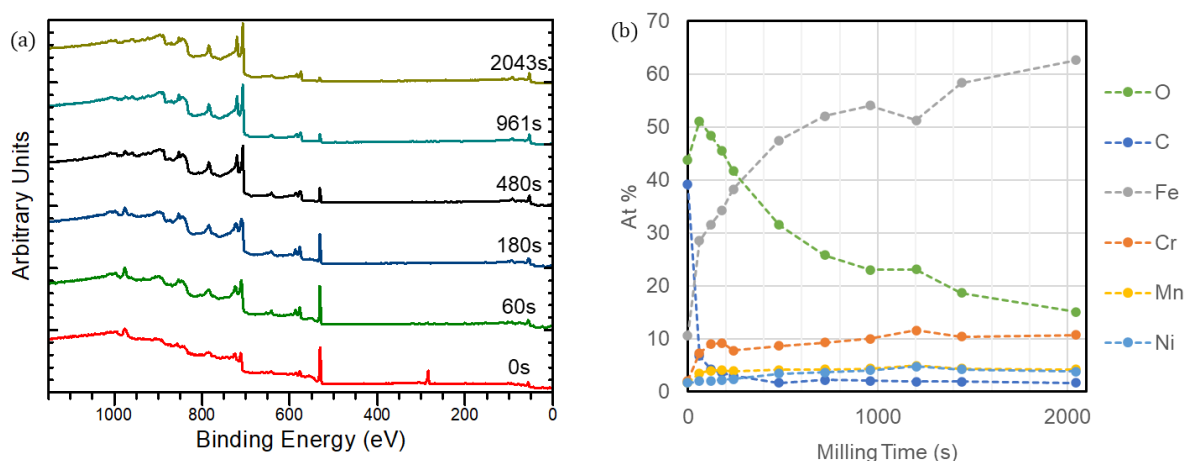 (a)
2043s
961s
480s
180s
60s
0s
Arbitrary Units
1000 800 600 400 200 0
Binding Energy (eV)
(b)
70
60
50
40
30
20
10
0
At %
0 1000 2000
Milling Time (s)
O
C
Fe
Cr
Mn
Ni